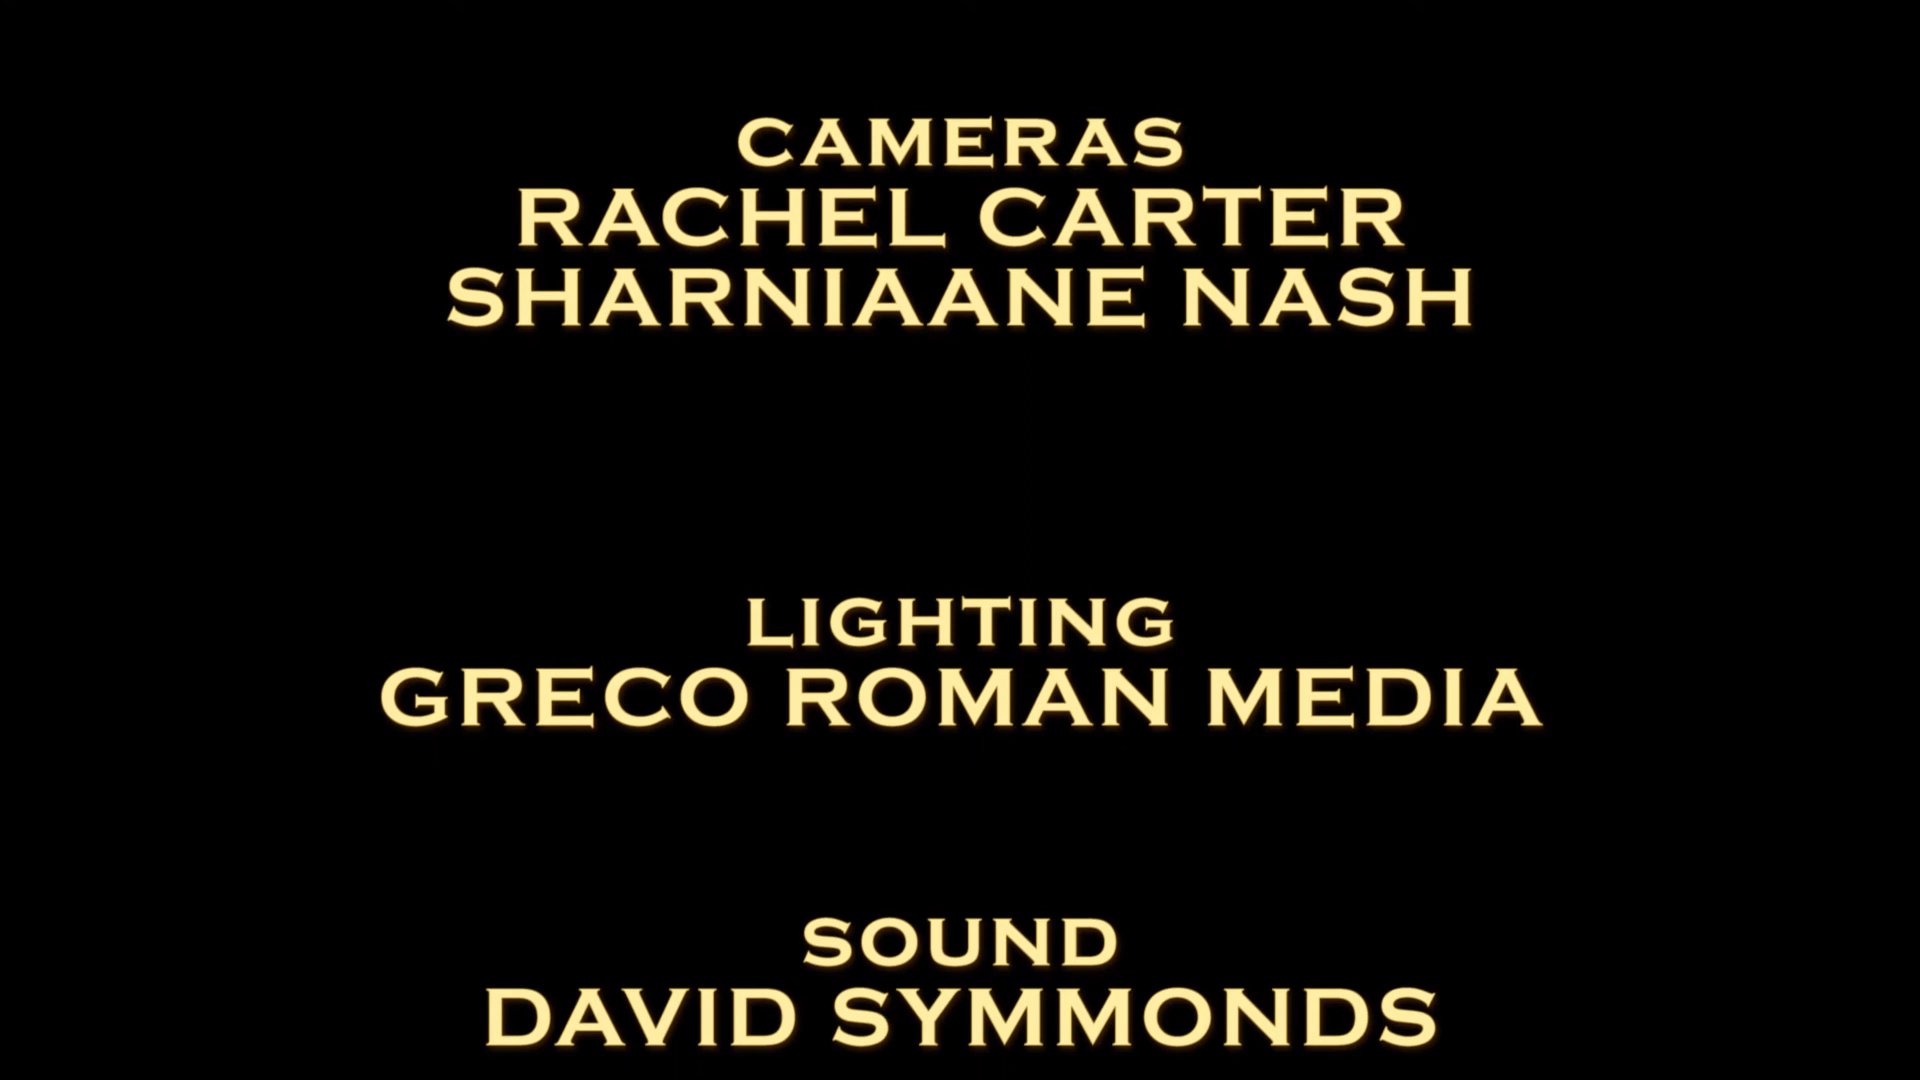 CAMERAS
RACHEL CARTER
SHARNIAANE NASH
LIGHTING
GRECO ROMAN MEDIA
SOUND
DAVID SYMMONDS